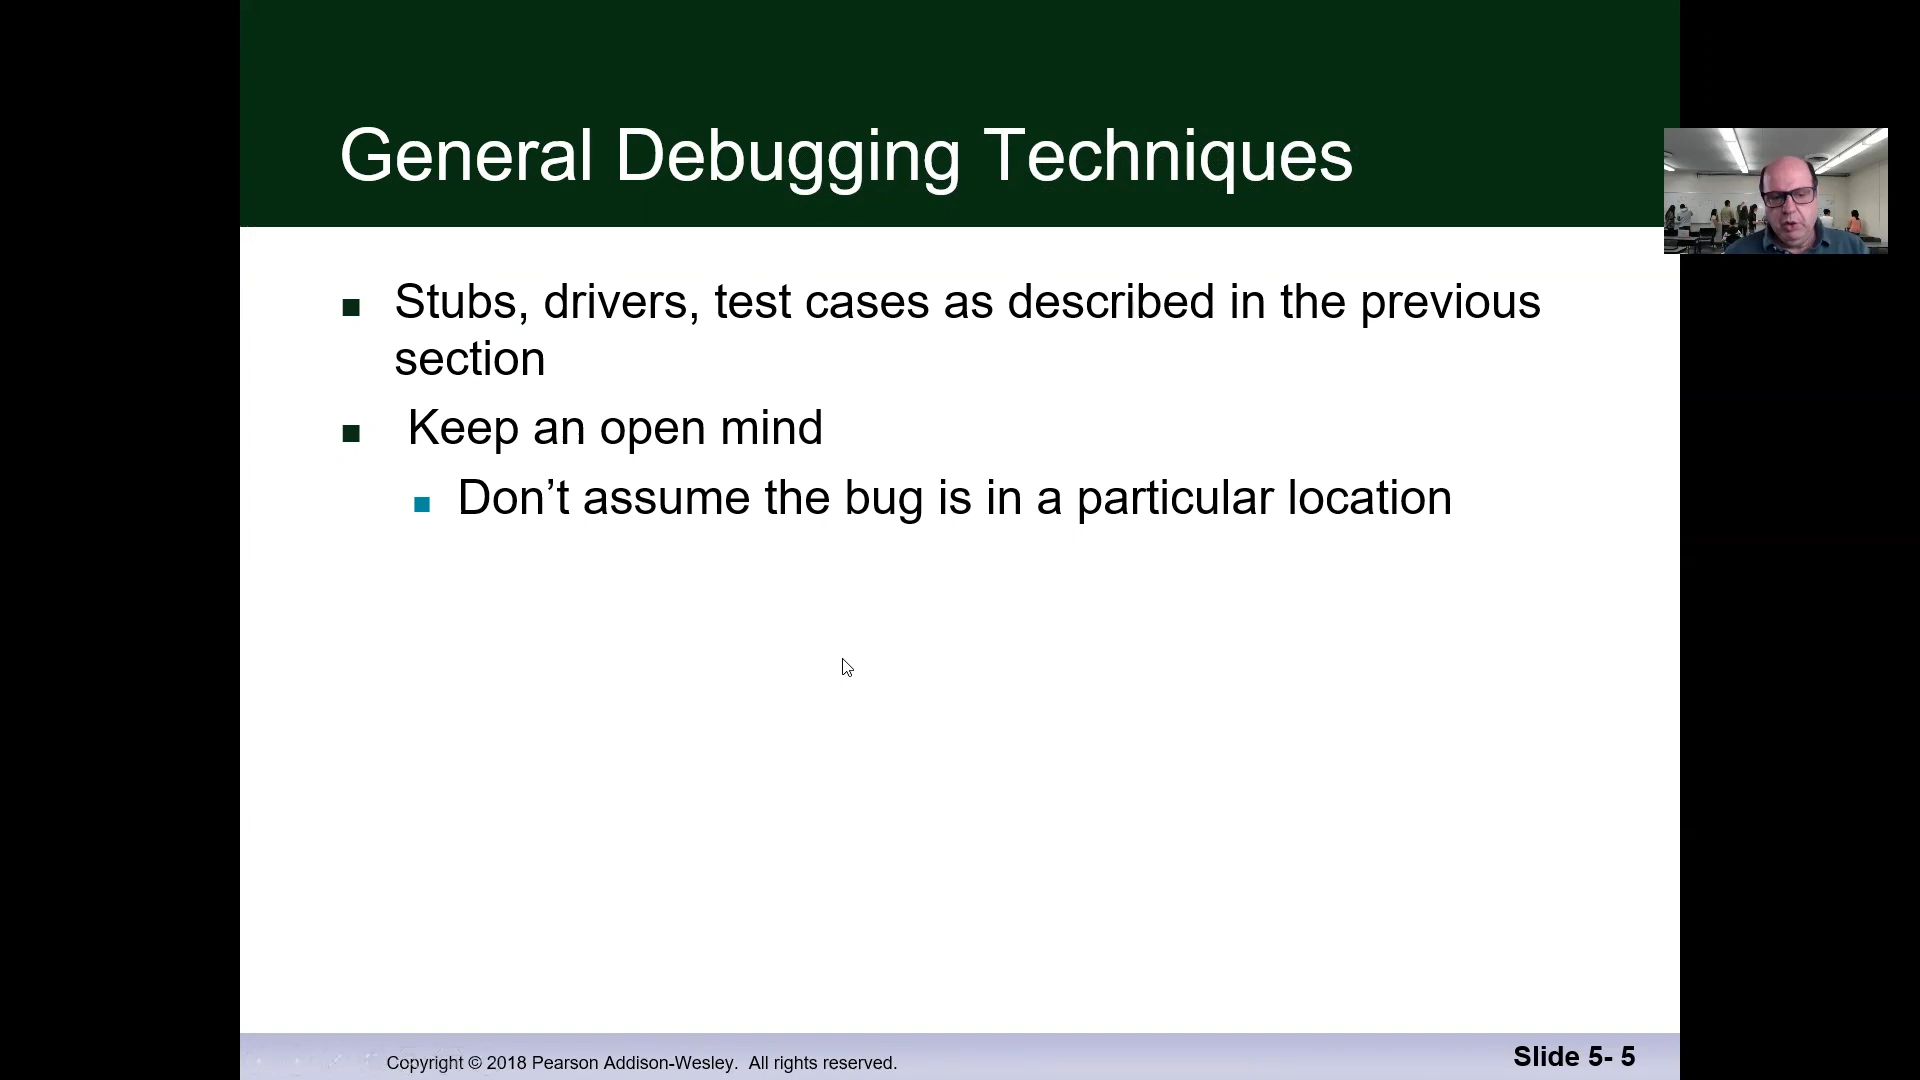 General Debugging Techniques
Stubs, drivers, test cases as described in the previous
section
Keep an open mind
Don’t assume the bug is in a particular location
Copyright © 2018 Pearson Addison-Wesley.  All rights reserved.
Slide 5- 5